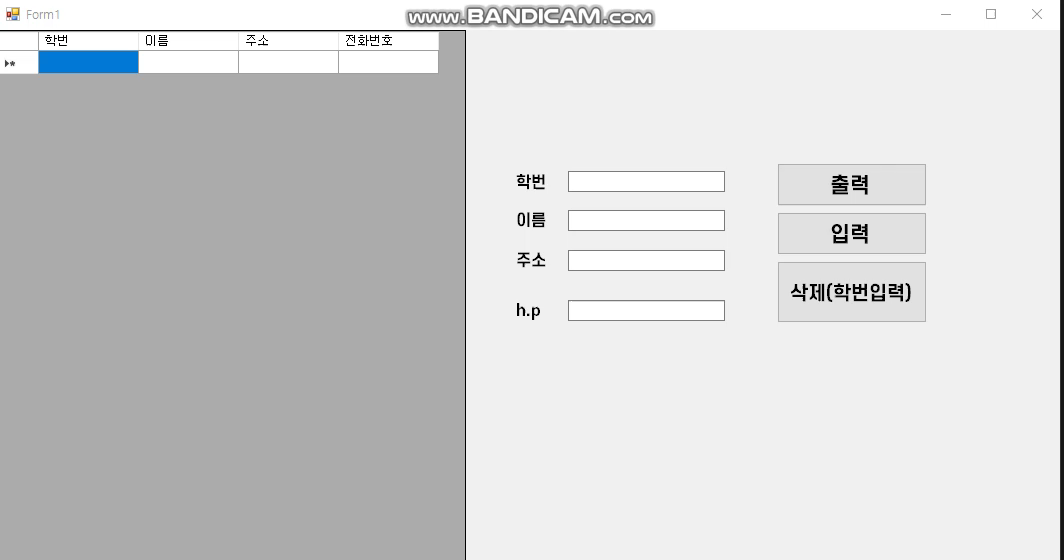 Form1
www.BANDICAM.com
학번 이름 주소 전화번호
학번
이름
주소
h.p
출력
입력
삭제(학번입력)